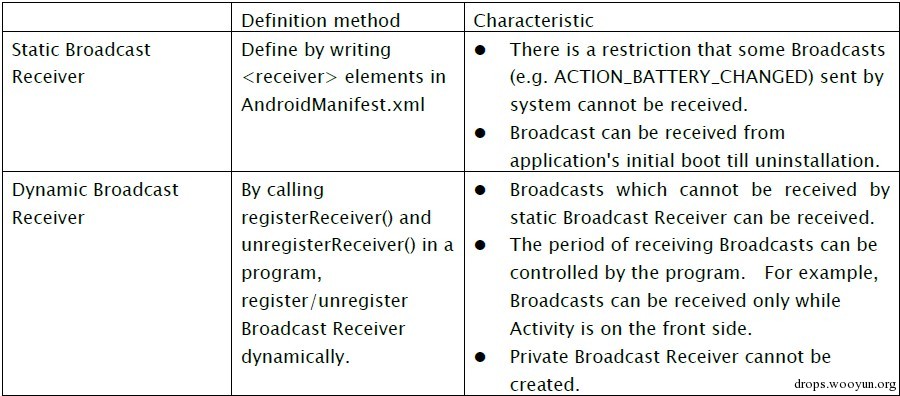 Definition method
Characteristic
Static Broadcast
Receiver
Define by writing
<receiver> elements in
AndroidManifest.xml
● There is a restriction that some Broadcasts
(e.g. ACTION_BATTERY_CHANGED) sent by
system cannot be received.
● Broadcast can be received from
application's initial boot till uninstallation.
Dynamic Broadcast
Receiver
By calling
registerReceiver() and
unregisterReceiver() in a
program,
register/unregister
Broadcast Receiver
dynamically.
● Broadcasts which cannot be received by
static Broadcast Receiver can be received.
● The period of receiving Broadcasts can be
controlled by the program. For example,
Broadcasts can be received only while
Activity is on the front side.
● Private Broadcast Receiver cannot be
created.
drops.wooyun.org